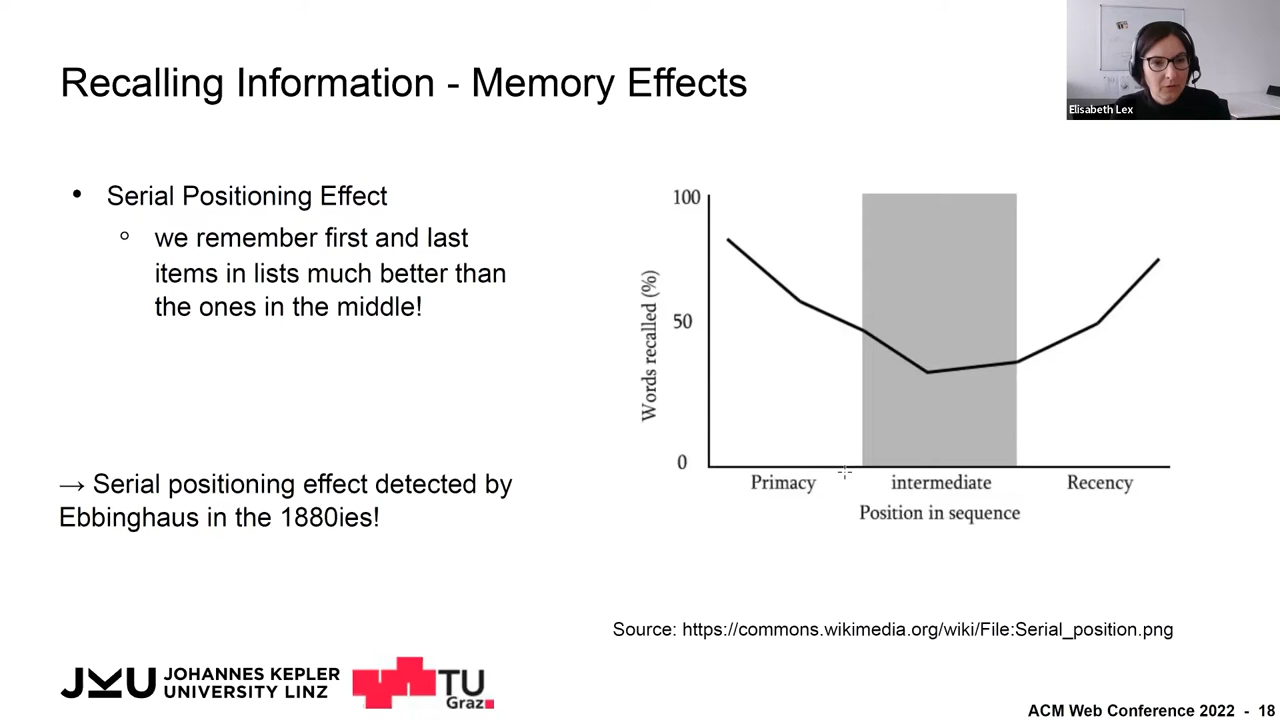 Recalling Information - Memory Effects
Elisabeth Lex
• Serial Positioning Effect
○ we remember first and last
items in lists much better than
the ones in the middle!
→ Serial positioning effect detected by
Ebbinghaus in the 1880ies!
Words recalled (%)
100
50
0
Primacy intermediate Recency
Position in sequence
Source: https://commons.wikimedia.org/wiki/File:Serial_position.png
JKU JOHANNES KEPLER
UNIVERSITY LINZ
TU
Graz
ACM Web Conference 2022 - 18